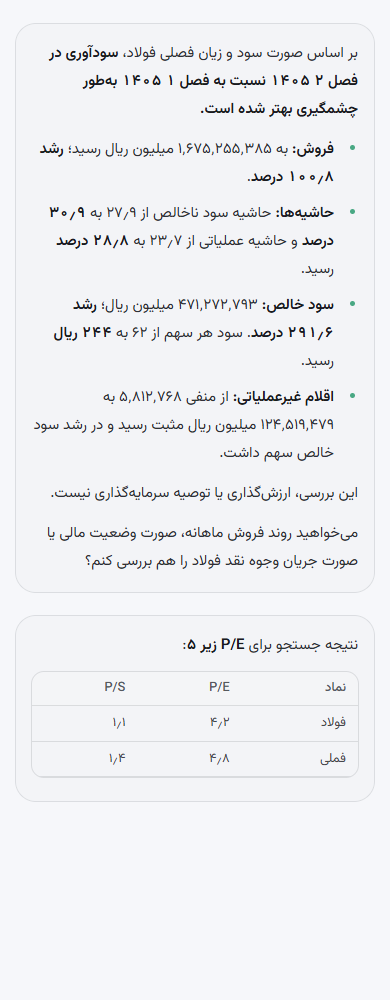 بر اساس صورت سود و زیان فصلی فولاد، سودآوری در
فصل ۲ ۱۴۰۵ نسبت به فصل ۱ ۱۴۰۵ به‌طور
چشمگیری بهتر شده است.
فروش: به ۱,۶۷۵,۲۵۵,۳۸۵ میلیون ریال رسید؛ رشد
۱۰۰٫۸ درصد.
حاشیه‌ها: حاشیه سود ناخالص از ۲۷٫۹ به ۳۰٫۹
درصد و حاشیه عملیاتی از ۲۳٫۷ به ۲۸٫۸ درصد
رسید.
سود خالص: ۴۷۱,۲۷۲,۷۹۳ میلیون ریال؛ رشد
۲۹۱٫۶ درصد. سود هر سهم از ۶۲ به ۲۴۴ ریال
رسید.
اقلام غیرعملیاتی: از منفی ۵,۸۱۲,۷۶۸ به
۱۲۴,۵۱۹,۴۷۹ میلیون ریال مثبت رسید و در رشد سود
خالص سهم داشت.
این بررسی، ارزش‌گذاری یا توصیه سرمایه‌گذاری نیست.
می‌خواهید روند فروش ماهانه، صورت وضعیت مالی یا
صورت جریان وجوه نقد فولاد را هم بررسی کنم؟
نتیجه جستجو برای P/E زیر ۵:
نماد P/E P/S
فولاد ۴٫۲ ۱٫۱
فملی ۴٫۸ ۱٫۴